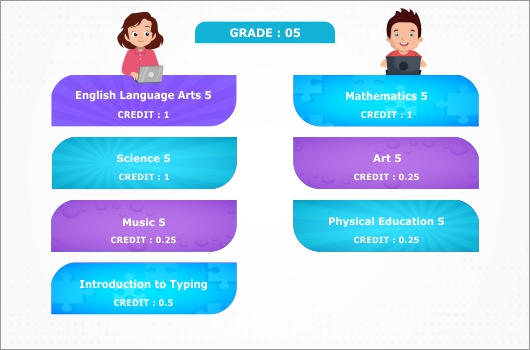 GRADE : 05
English Language Arts 5
CREDIT : 1
Mathematics 5
CREDIT : 1
Science 5
CREDIT : 1
Art 5
CREDIT : 0.25
Music 5
CREDIT : 0.25
Physical Education 5
CREDIT : 0.25
Introduction to Typing
CREDIT : 0.5